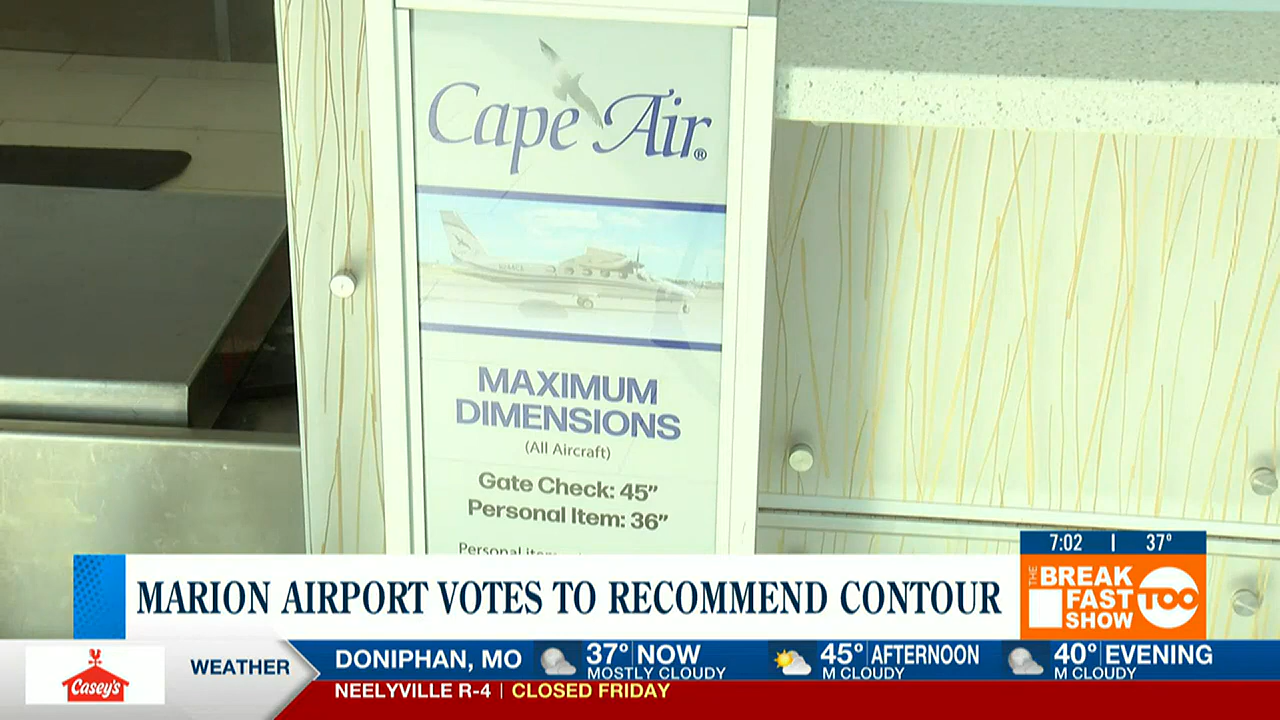 Cape Air®
MAXIMUM
DIMENSIONS
(All Aircraft)
Gate Check: 45”
Personal Item: 36”
Personal
7:02 | 37°
THE
BREAK
FAST
SHOW
TOO
MARION AIRPORT VOTES TO RECOMMEND CONTOUR
Casey's
WEATHER
DONIPHAN, MO
37° NOW
MOSTLY CLOUDY
45° AFTERNOON
M CLOUDY
40° EVENING
M CLOUDY
NEELYVILLE R-4 | CLOSED FRIDAY